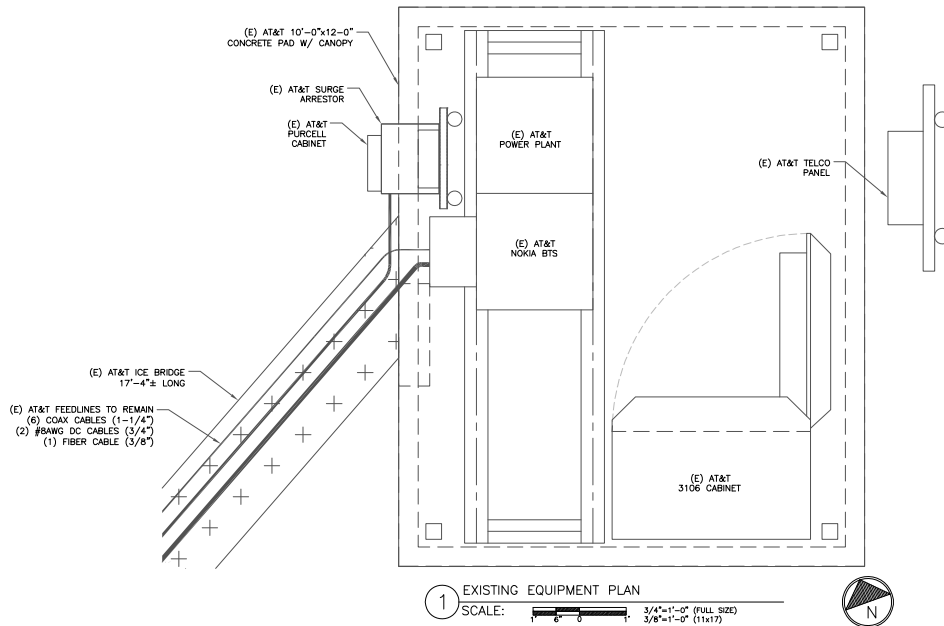 (E) AT&T 10'-0"x12-0"
CONCRETE PAD W/ CANOPY
(E) AT&T SURGE
ARRESTOR
(E) AT&T
PURCELL
CABINET
(E) AT&T
POWER PLANT
(E) AT&T TELCO
PANEL
(E) AT&T
NOKIA BTS
(E) AT&T ICE BRIDGE
17'-4"± LONG
(E) AT&T FEEDLINES TO REMAIN
(6) COAX CABLES (1-1/4")
(2) #8AWG DC CABLES (3/4")
(1) FIBER CABLE (3/8")
(E) AT&T
3106 CABINET
1 EXISTING EQUIPMENT PLAN
SCALE:
1' 6" 0 1'
3/4"=1'-0" (FULL SIZE)
3/8"=1'-0" (11x17)
N